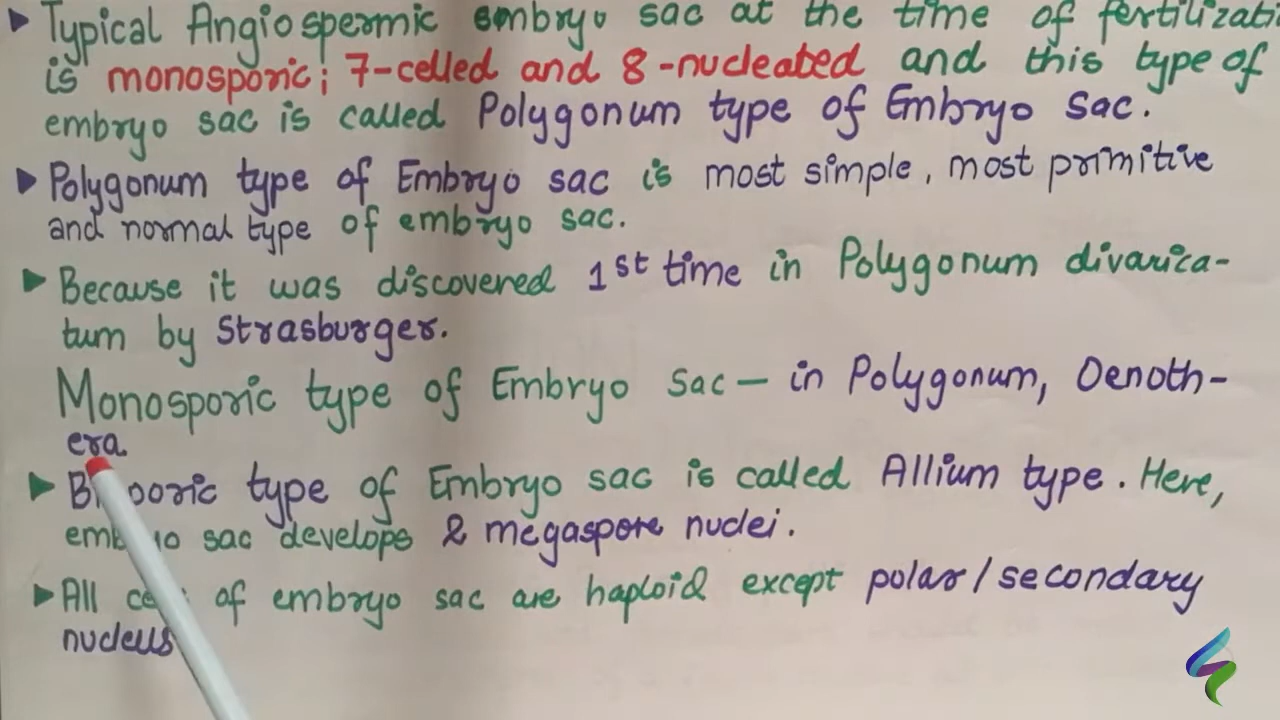 Typical Angiospermic embryo sac at the time of fertilizati
is monosporic; 7-celled and 8-nucleated and this type of
embryo sac is called Polygonum type of Embryo sac.
Polygonum type of Embryo sac is most simple, most primitive
and normal type of embryo sac.
Because it was discovered 1st time in Polygonum divarica-
tum by Strasburger.
Monosporic type of Embryo sac - in Polygonum, Oenoth-
era.
type of Embryo sac is called Allium type. Here,
sac develops 2 megaspore nuclei.
All of embryo sac are haploid except polar/secondary
nucleus